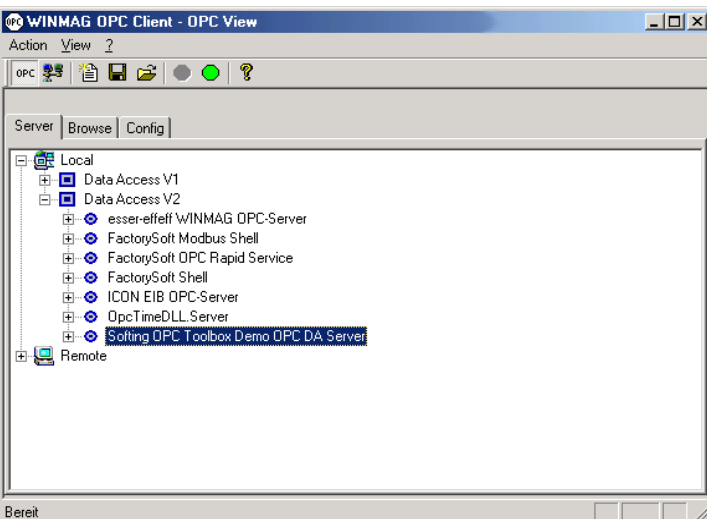 WINMAG OPC Client - OPC View
Action View ?
OPC
Server Browse Config
Local
Data Access V1
Data Access V2
esser-effeff WINMAG OPC-Server
FactorySoft Modbus Shell
FactorySoft OPC Rapid Service
FactorySoft Shell
ICON EIB OPC-Server
OpcTimeDLL.Server
Softing OPC Toolbox Demo OPC DA Server
Remote
Bereit